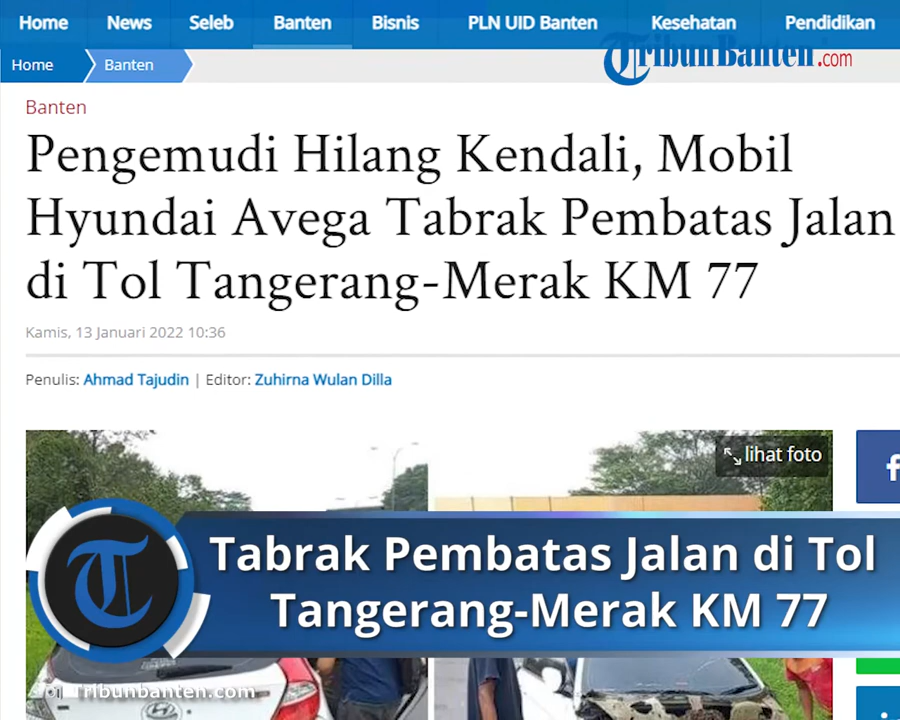 Home News Seleb Banten Bisnis PLN UID Banten Kesehatan Pendidikan
Home Banten
TribunBanten.com
Banten
Pengemudi Hilang Kendali, Mobil
Hyundai Avega Tabrak Pembatas Jalan
di Tol Tangerang-Merak KM 77
Kamis, 13 Januari 2022 10:36
Penulis: Ahmad Tajudin | Editor: Zuhirna Wulan Dilla
lihat foto
Tabrak Pembatas Jalan di Tol
Tangerang-Merak KM 77
Tribunbanten.com